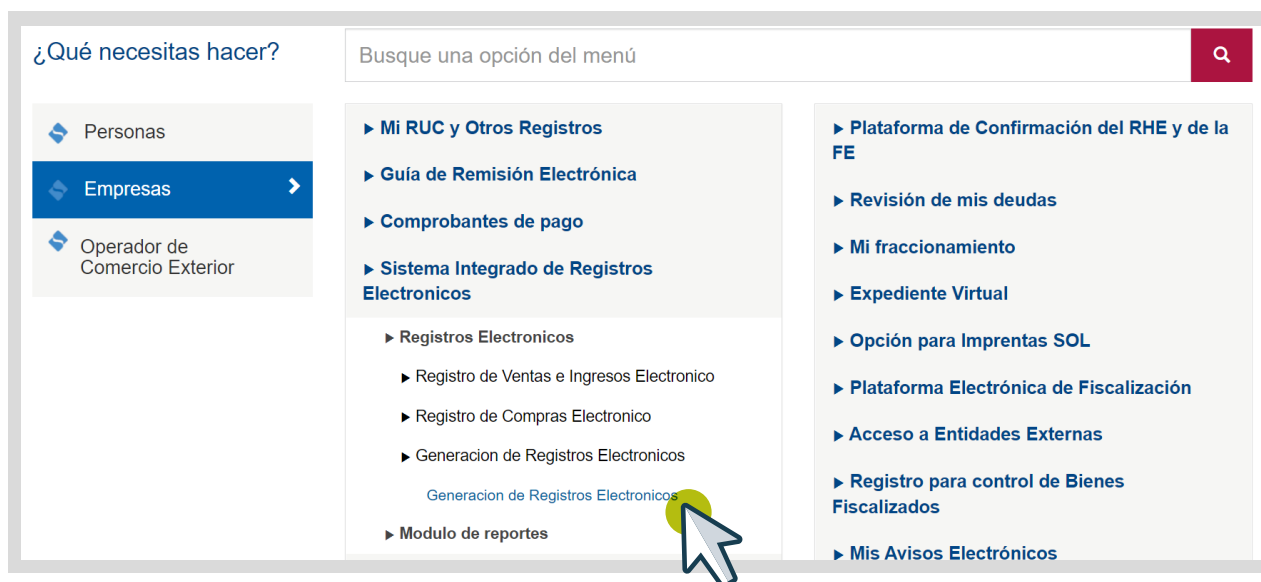 ¿Qué necesitas hacer?
Busque una opción del menú
Personas
Empresas
Operador de
Comercio Exterior
Mi RUC y Otros Registros
Guía de Remisión Electrónica
Comprobantes de pago
Sistema Integrado de Registros
Electronicos
Registros Electronicos
Registro de Ventas e Ingresos Electronico
Registro de Compras Electronico
Generacion de Registros Electronicos
Generacion de Registros Electronicos
Modulo de reportes
Plataforma de Confirmación del RHE y de la
FE
Revisión de mis deudas
Mi fraccionamiento
Expediente Virtual
Opción para Imprentas SOL
Plataforma Electrónica de Fiscalización
Acceso a Entidades Externas
Registro para control de Bienes
Fiscalizados
Mis Avisos Electrónicos